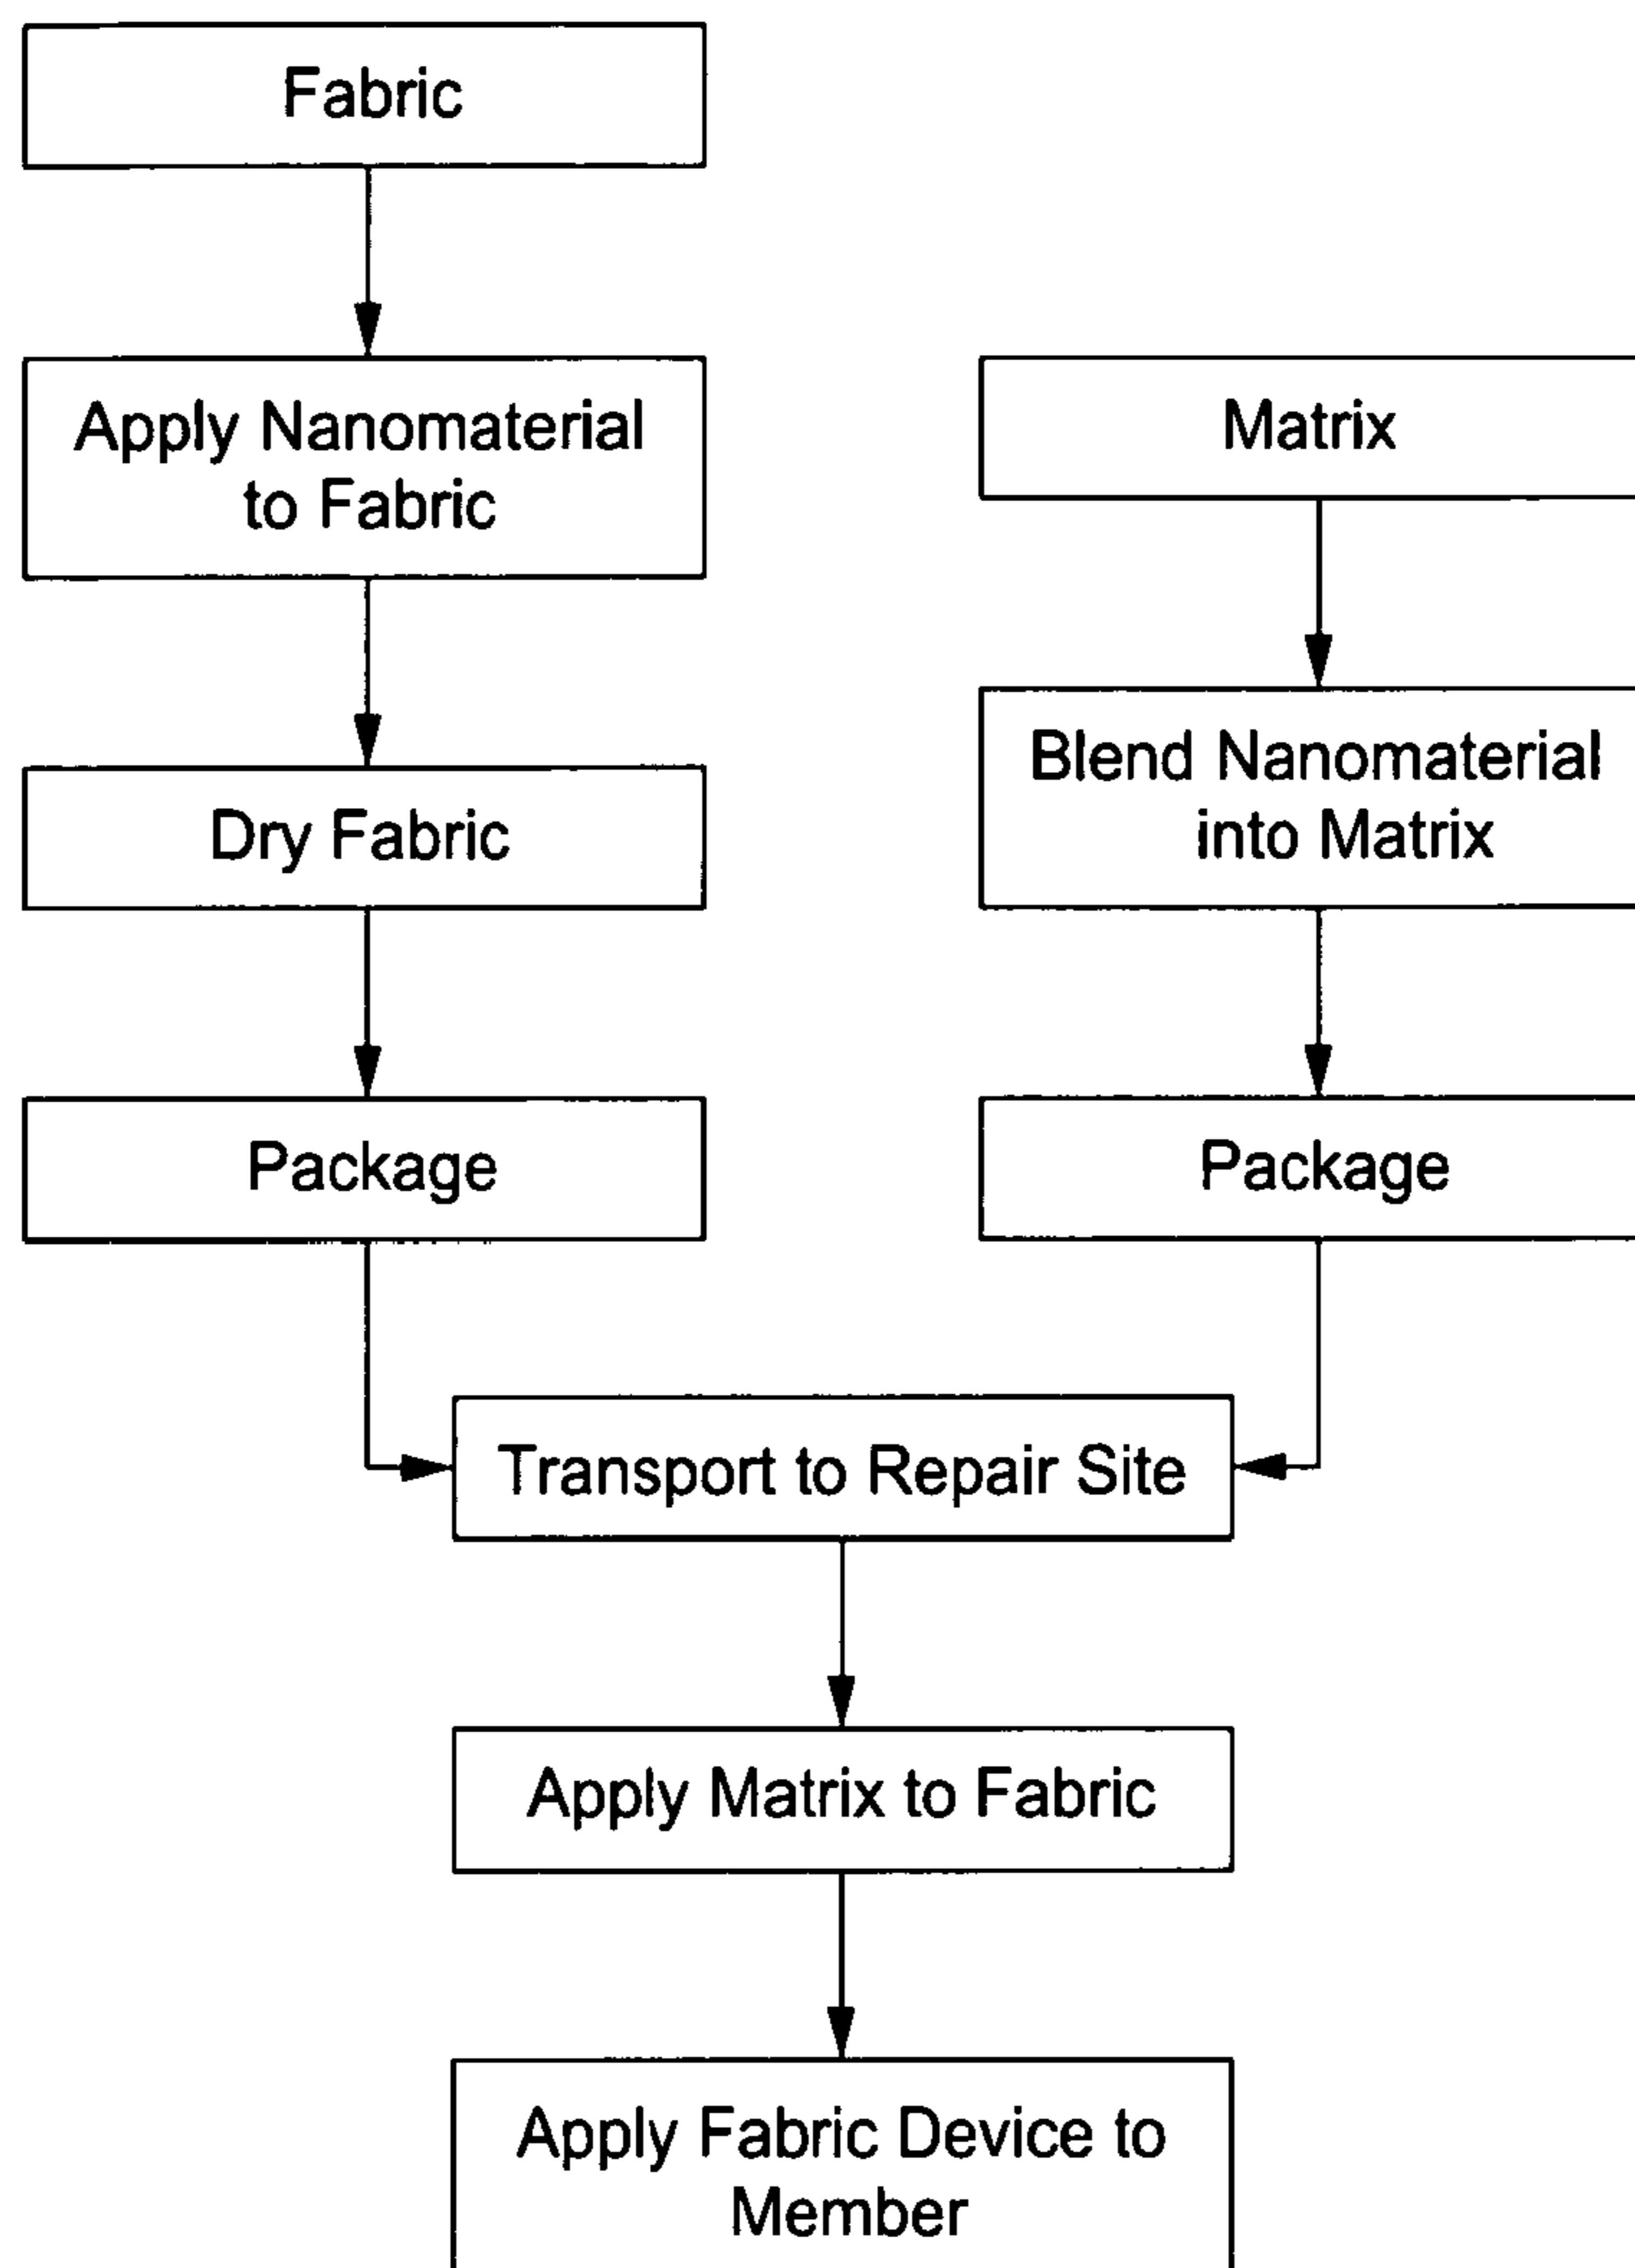 Fabric
Apply Nanomaterial
to Fabric
Matrix
Dry Fabric
Blend Nanomaterial
into Matrix
Package
Package
Transport to Repair Site
Apply Matrix to Fabric
Apply Fabric Device to
Member